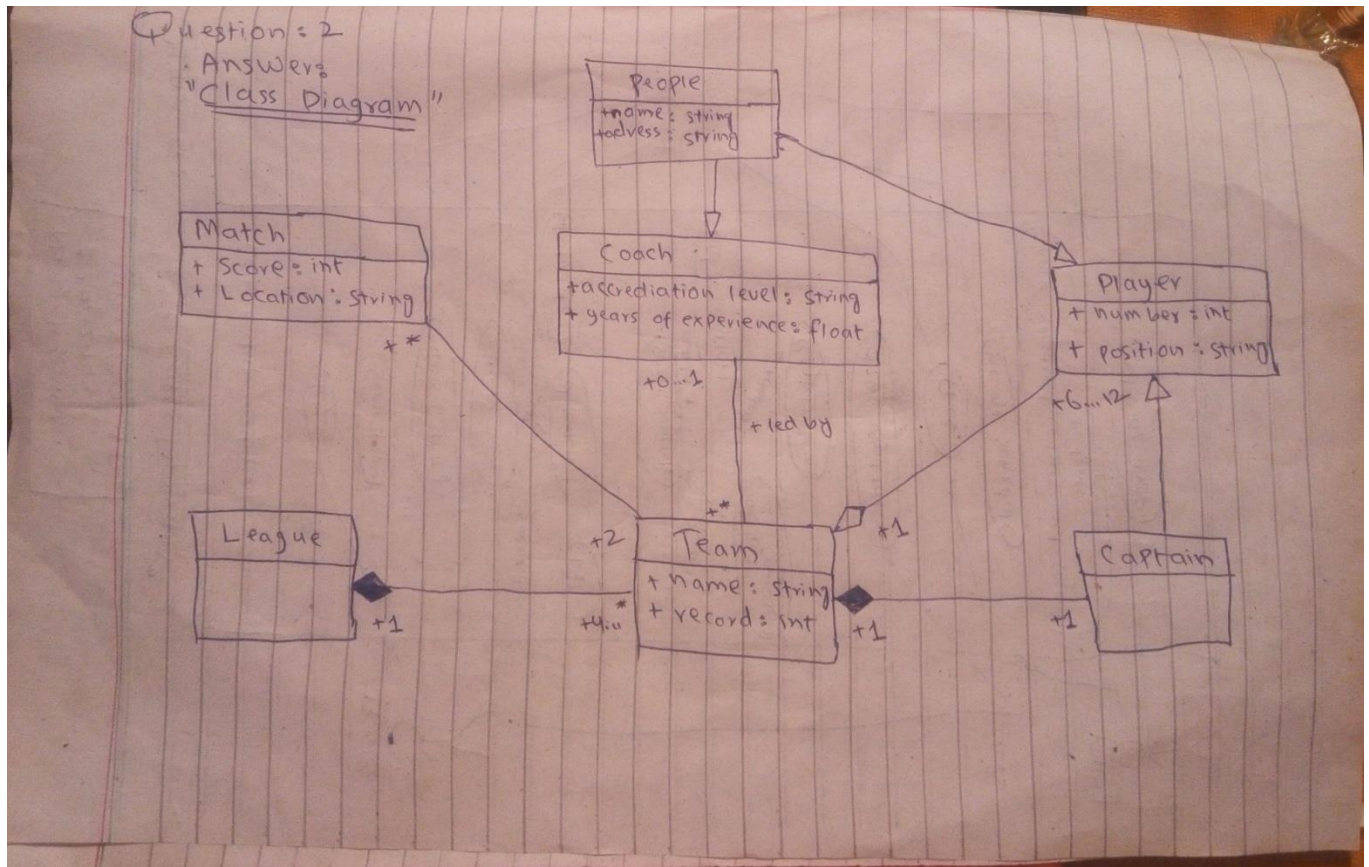 Question: 2
Answer:
"Class Diagram"
People
+name: string
+adress: string
Match
+ Score: int
+ Location: string
+ *
Coach
+accrediation level: string
+ years of experience: float
+0...1
+ led by
+*
Player
+ number: int
+ position: string
+6...12
League
+1
+2
+4..*
Team
+ name: string
+ record: int
+1
+1
+1
Captain